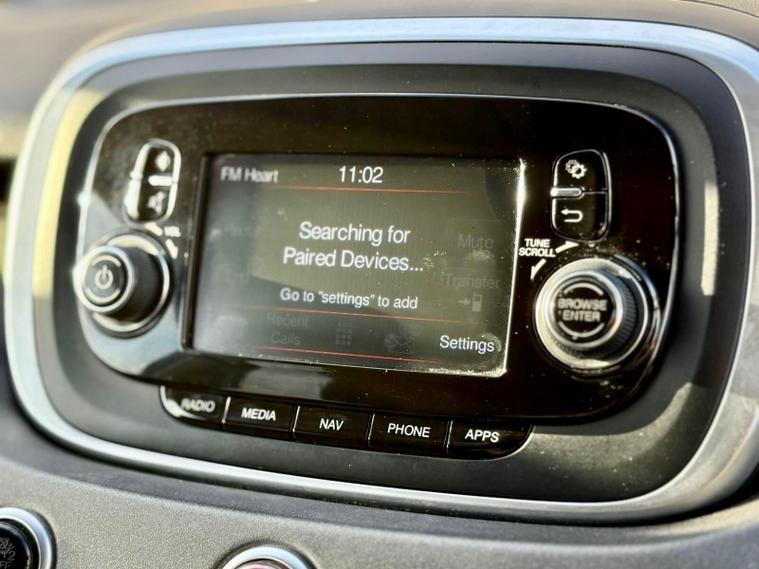 FM Heart
11:02
Searching for
Paired Devices...
Mute
Transfer
Go to "settings" to add
Recent
Calls
Settings
VOL
TUNE
SCROLL
BROWSE
ENTER
RADIO
MEDIA
NAV
PHONE
APPS